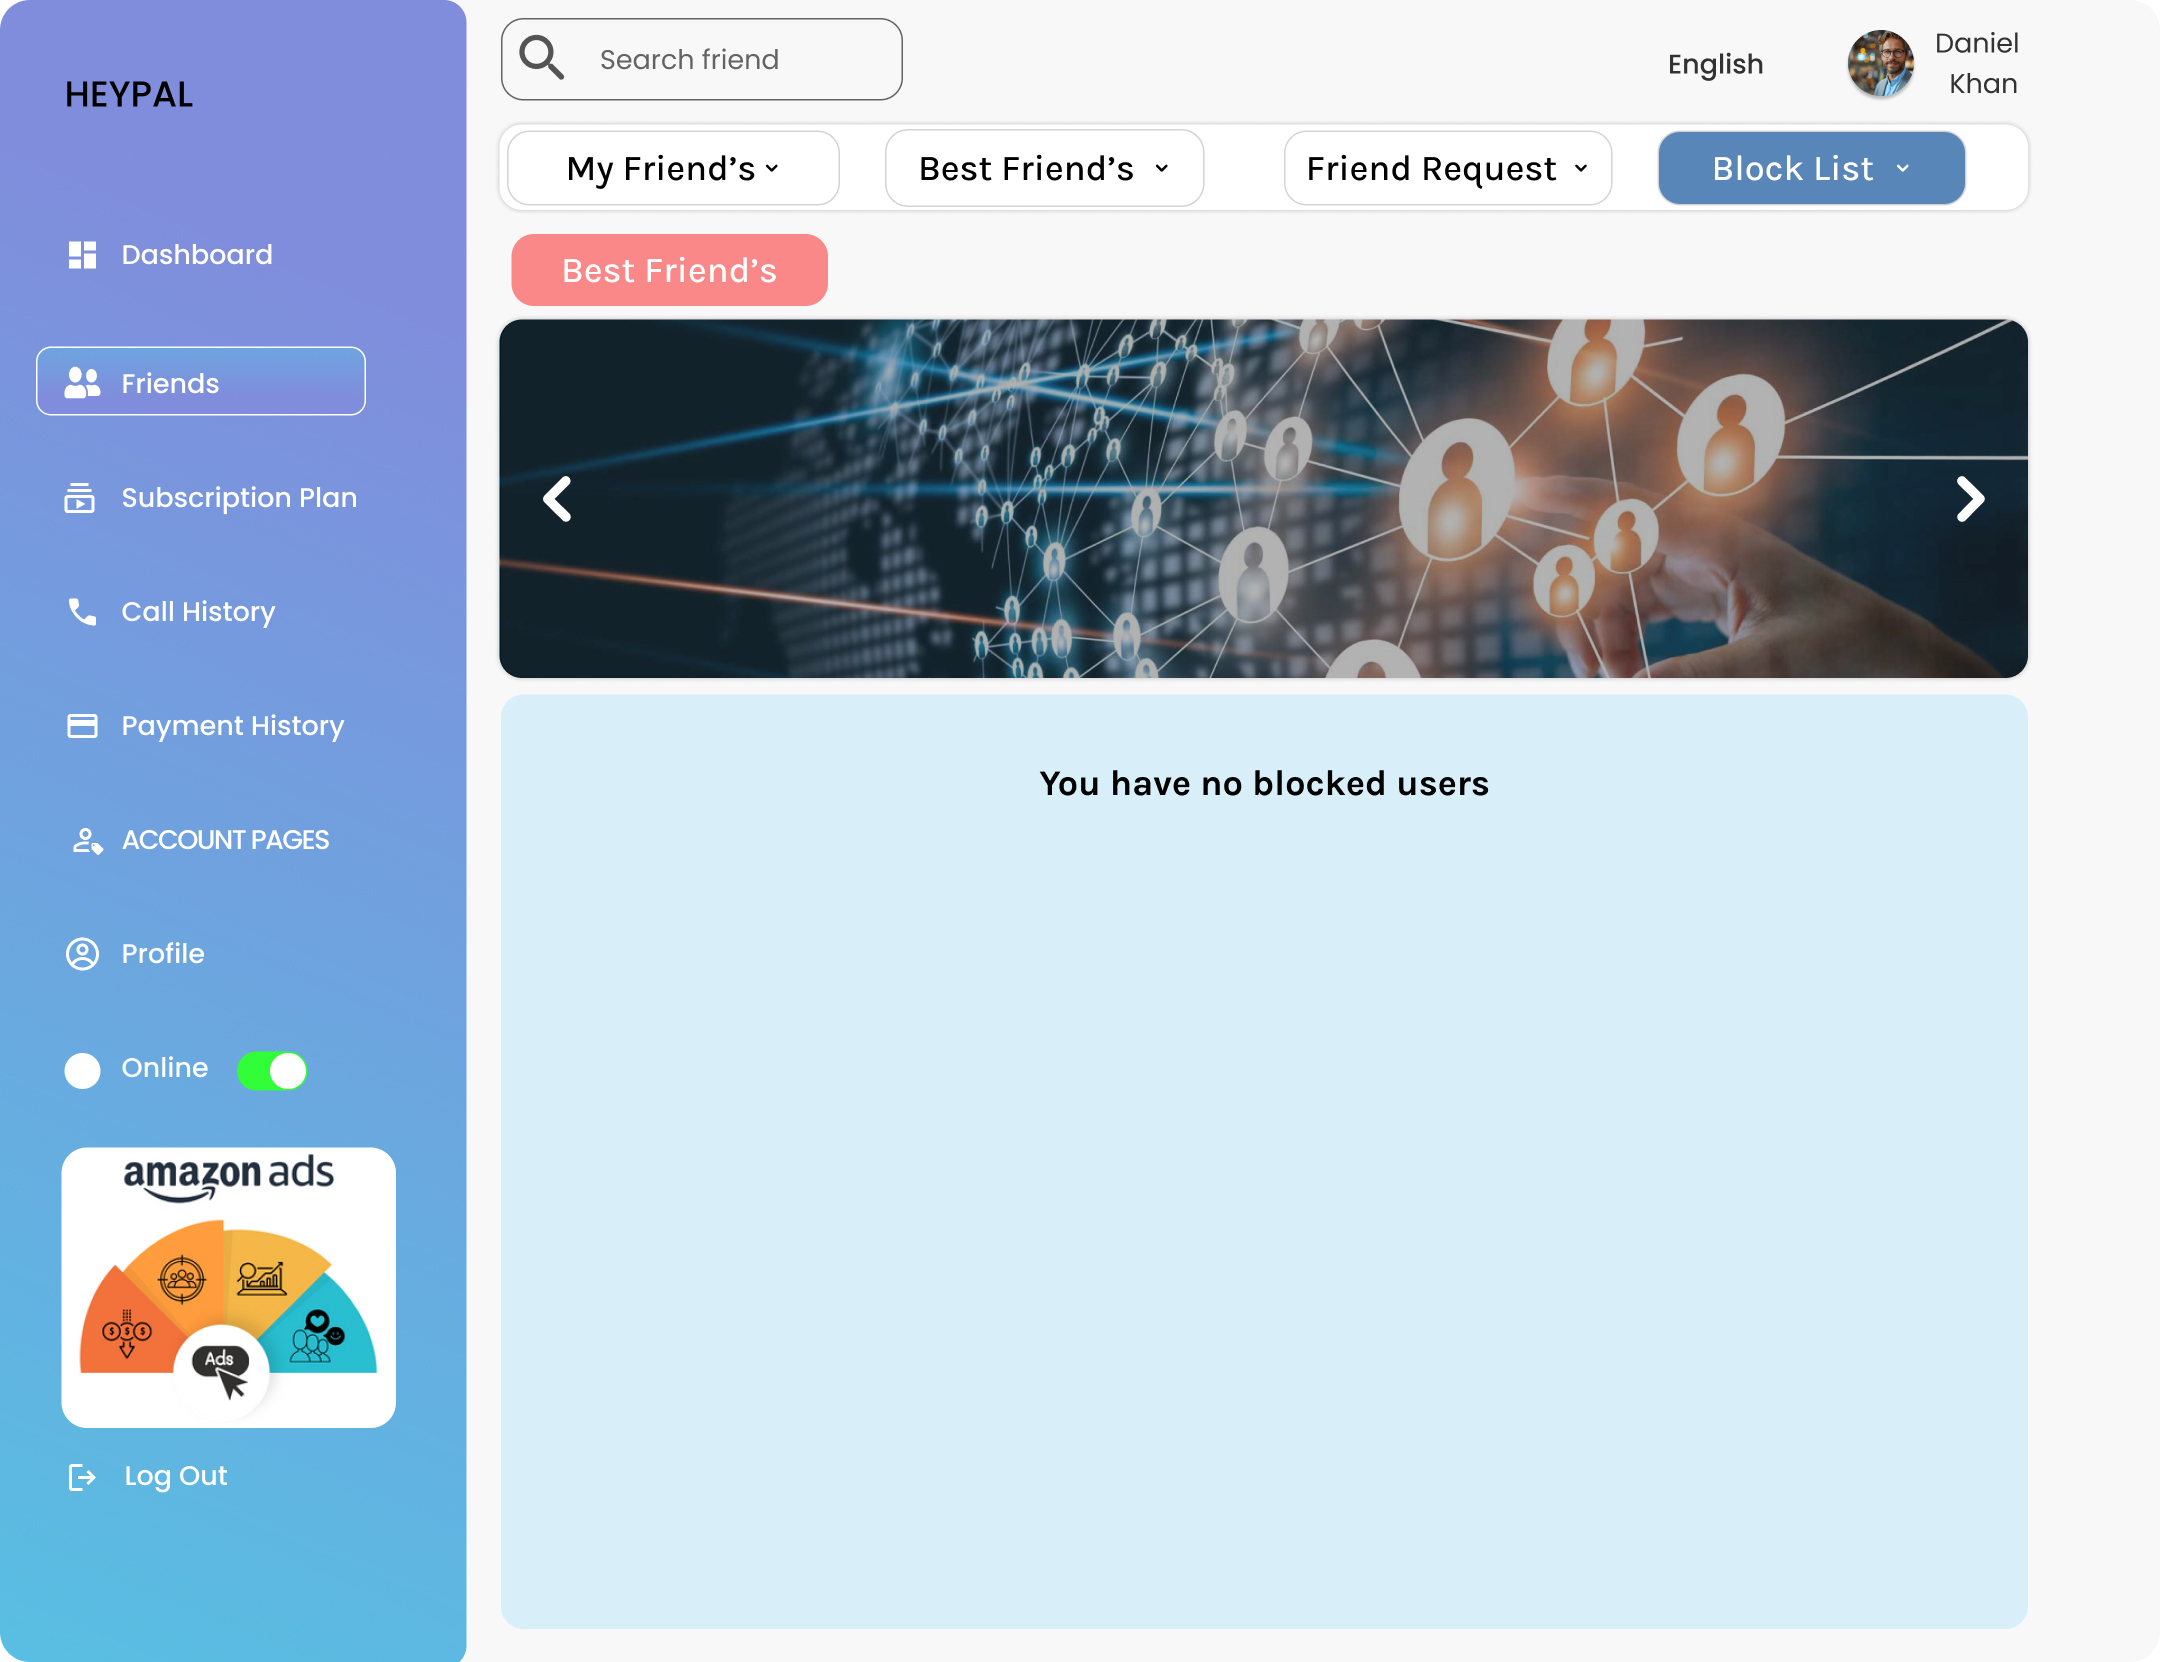 HEYPAL
Dashboard
Friends
Subscription Plan
Call History
Payment History
ACCOUNT PAGES
Profile
Online
amazon ads
Ads
Log Out
Search friend
English
Daniel
Khan
My Friend’s
Best Friend’s
Friend Request
Block List
Best Friend’s
You have no blocked users